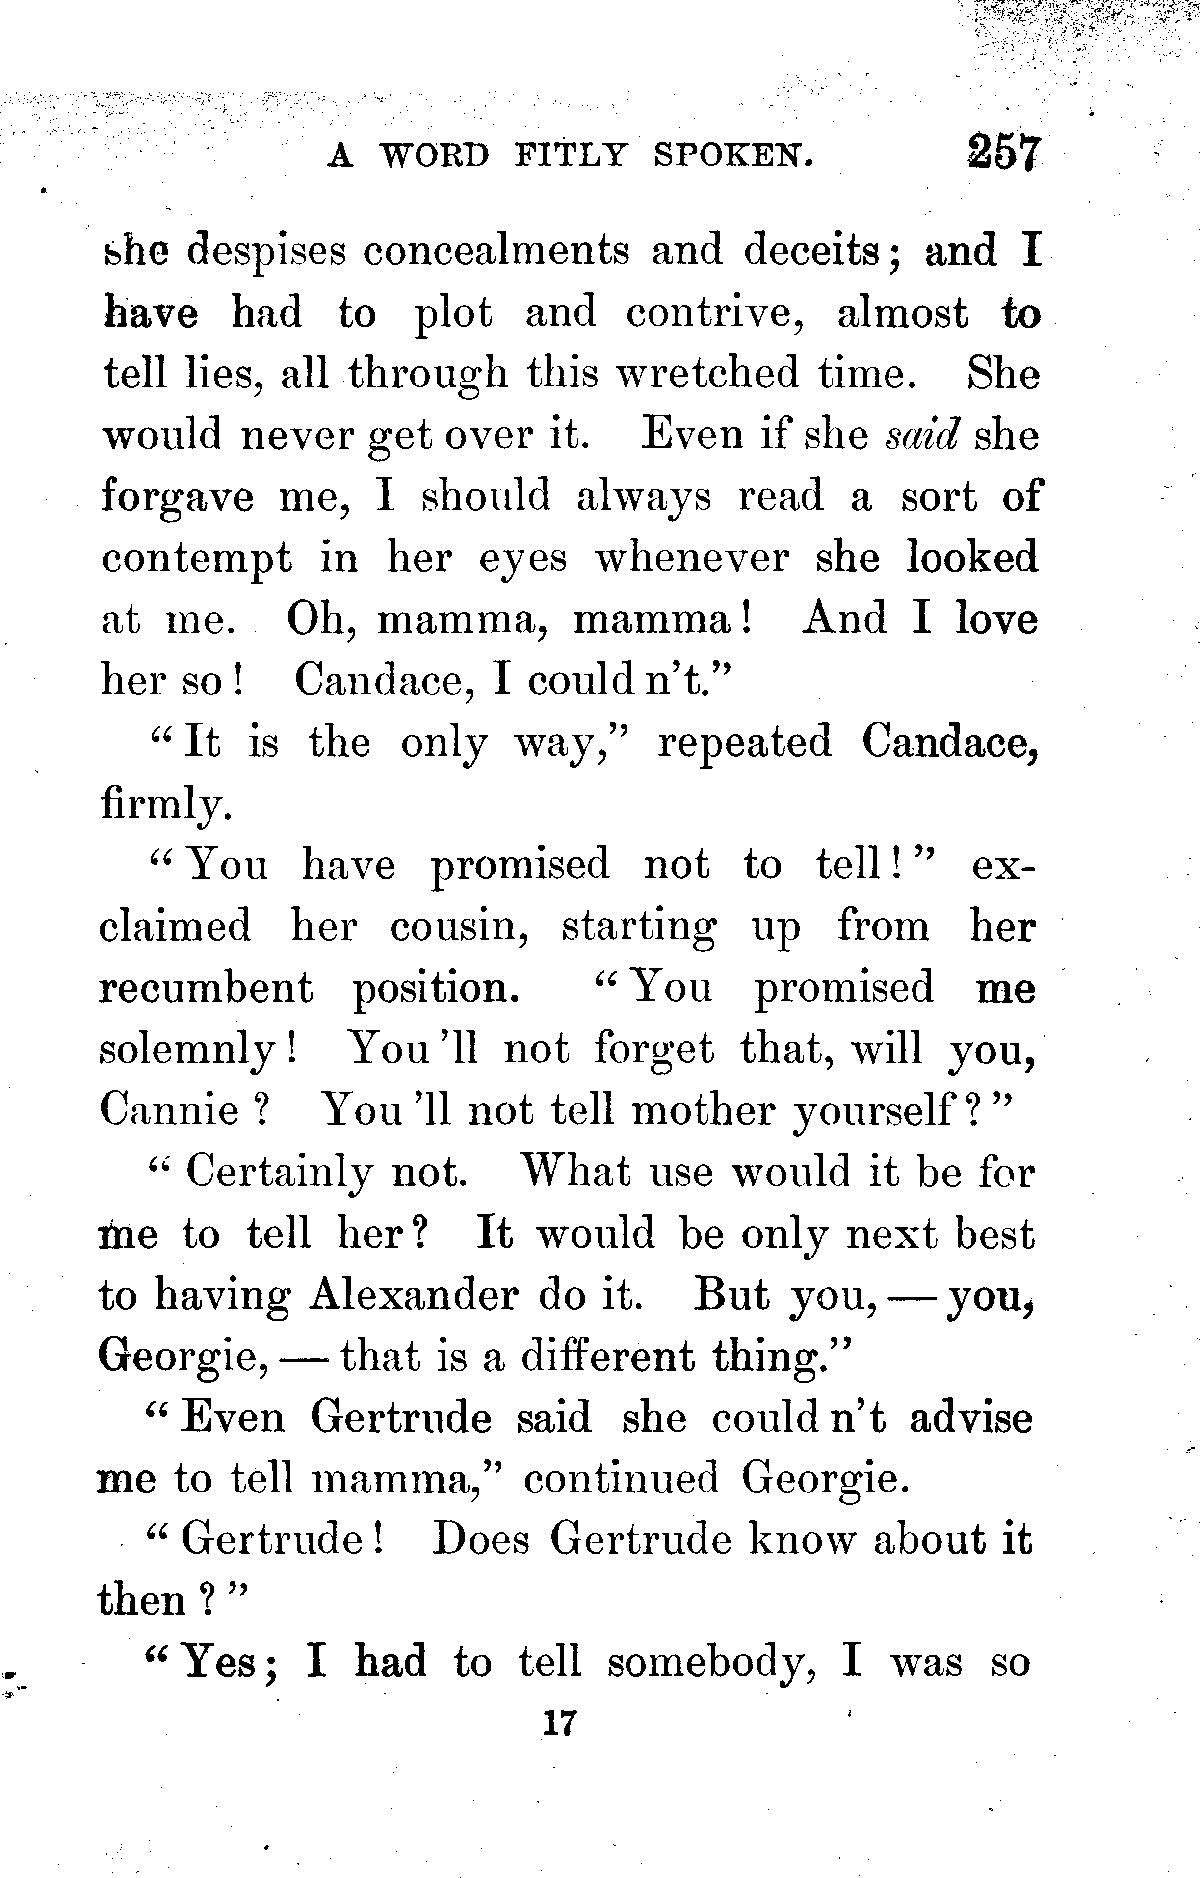 A WORD FITLY SPOKEN. 257
she despises concealments and deceits; and I
have had to plot and contrive, almost to
tell lies, all through this wretched time. She
would never get over it. Even if she said she
forgave me, I should always read a sort of
contempt in her eyes whenever she looked
at me. Oh, mamma, mamma! And I love
her so! Candace, I could n't."
"It is the only way," repeated Candace,
firmly.
"You have promised not to tell!" ex-
claimed her cousin, starting up from her
recumbent position. "You promised me
solemnly! You 'll not forget that, will you,
Cannie? You 'll not tell mother yourself?"
"Certainly not. What use would it be for
me to tell her? It would be only next best
to having Alexander do it. But you, — you,
Georgie, — that is a different thing."
"Even Gertrude said she could n't advise
me to tell mamma," continued Georgie.
"Gertrude! Does Gertrude know about it
then?"
"Yes; I had to tell somebody, I was so
17